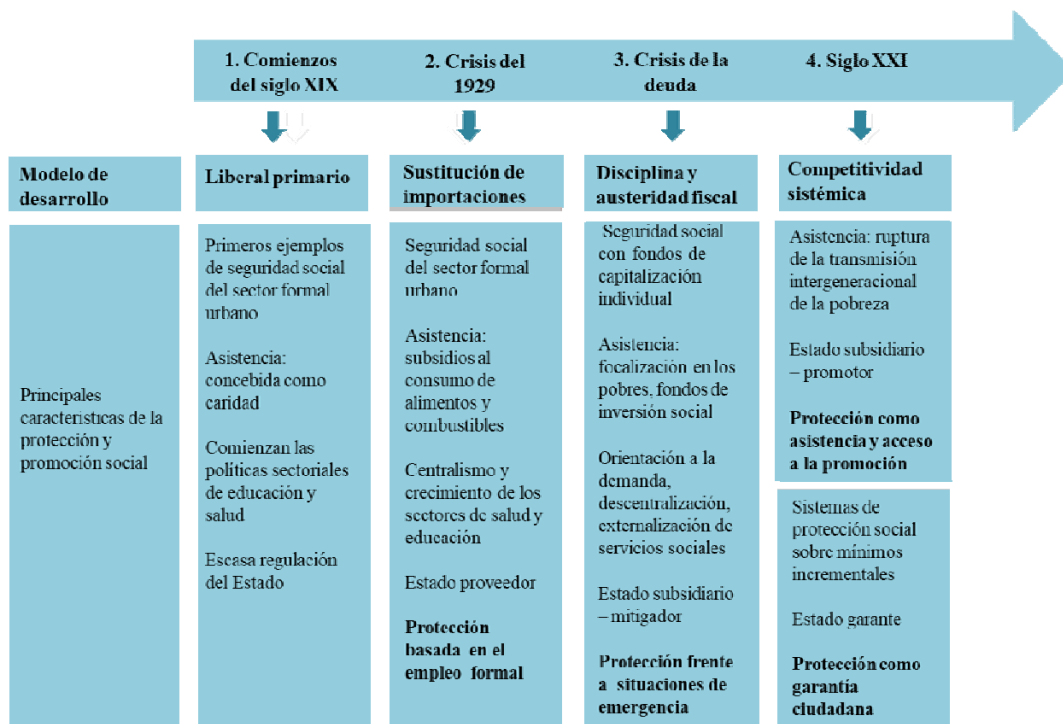 1. Comienzos
del siglo XIX
2. Crisis del
1929
3. Crisis de la
deuda
4. Siglo XXI
Modelo de
desarrollo
Liberal primario
Sustitución de
importaciones
Disciplina y
austeridad fiscal
Competitividad
sistémica
Principales
características de la
protección y
promoción social
Primeros ejemplos
de seguridad social
del sector formal
urbano
Asistencia:
concebida como
caridad
Comienzan las
políticas sectoriales
de educación y
salud
Escasa regulación
del Estado
Seguridad social
del sector formal
urbano
Asistencia:
subsidios al
consumo de
alimentos y
combustibles
Centralismo y
crecimiento de los
sectores de salud y
educación
Estado proveedor
Protección
basada en el
empleo formal
Seguridad social
con fondos de
capitalización
individual
Asistencia:
focalización en los
pobres, fondos de
inversión social
Orientación a la
demanda,
descentralización,
externalización de
servicios sociales
Estado subsidiario
– mitigador
Protección frente
a situaciones de
emergencia
Asistencia: ruptura
de la transmisión
intergeneracional
de la pobreza
Estado subsidiario
– promotor
Protección como
asistencia y acceso
a la promoción
Sistemas de
protección social
sobre mínimos
incrementales
Estado garante
Protección como
garantía
ciudadana